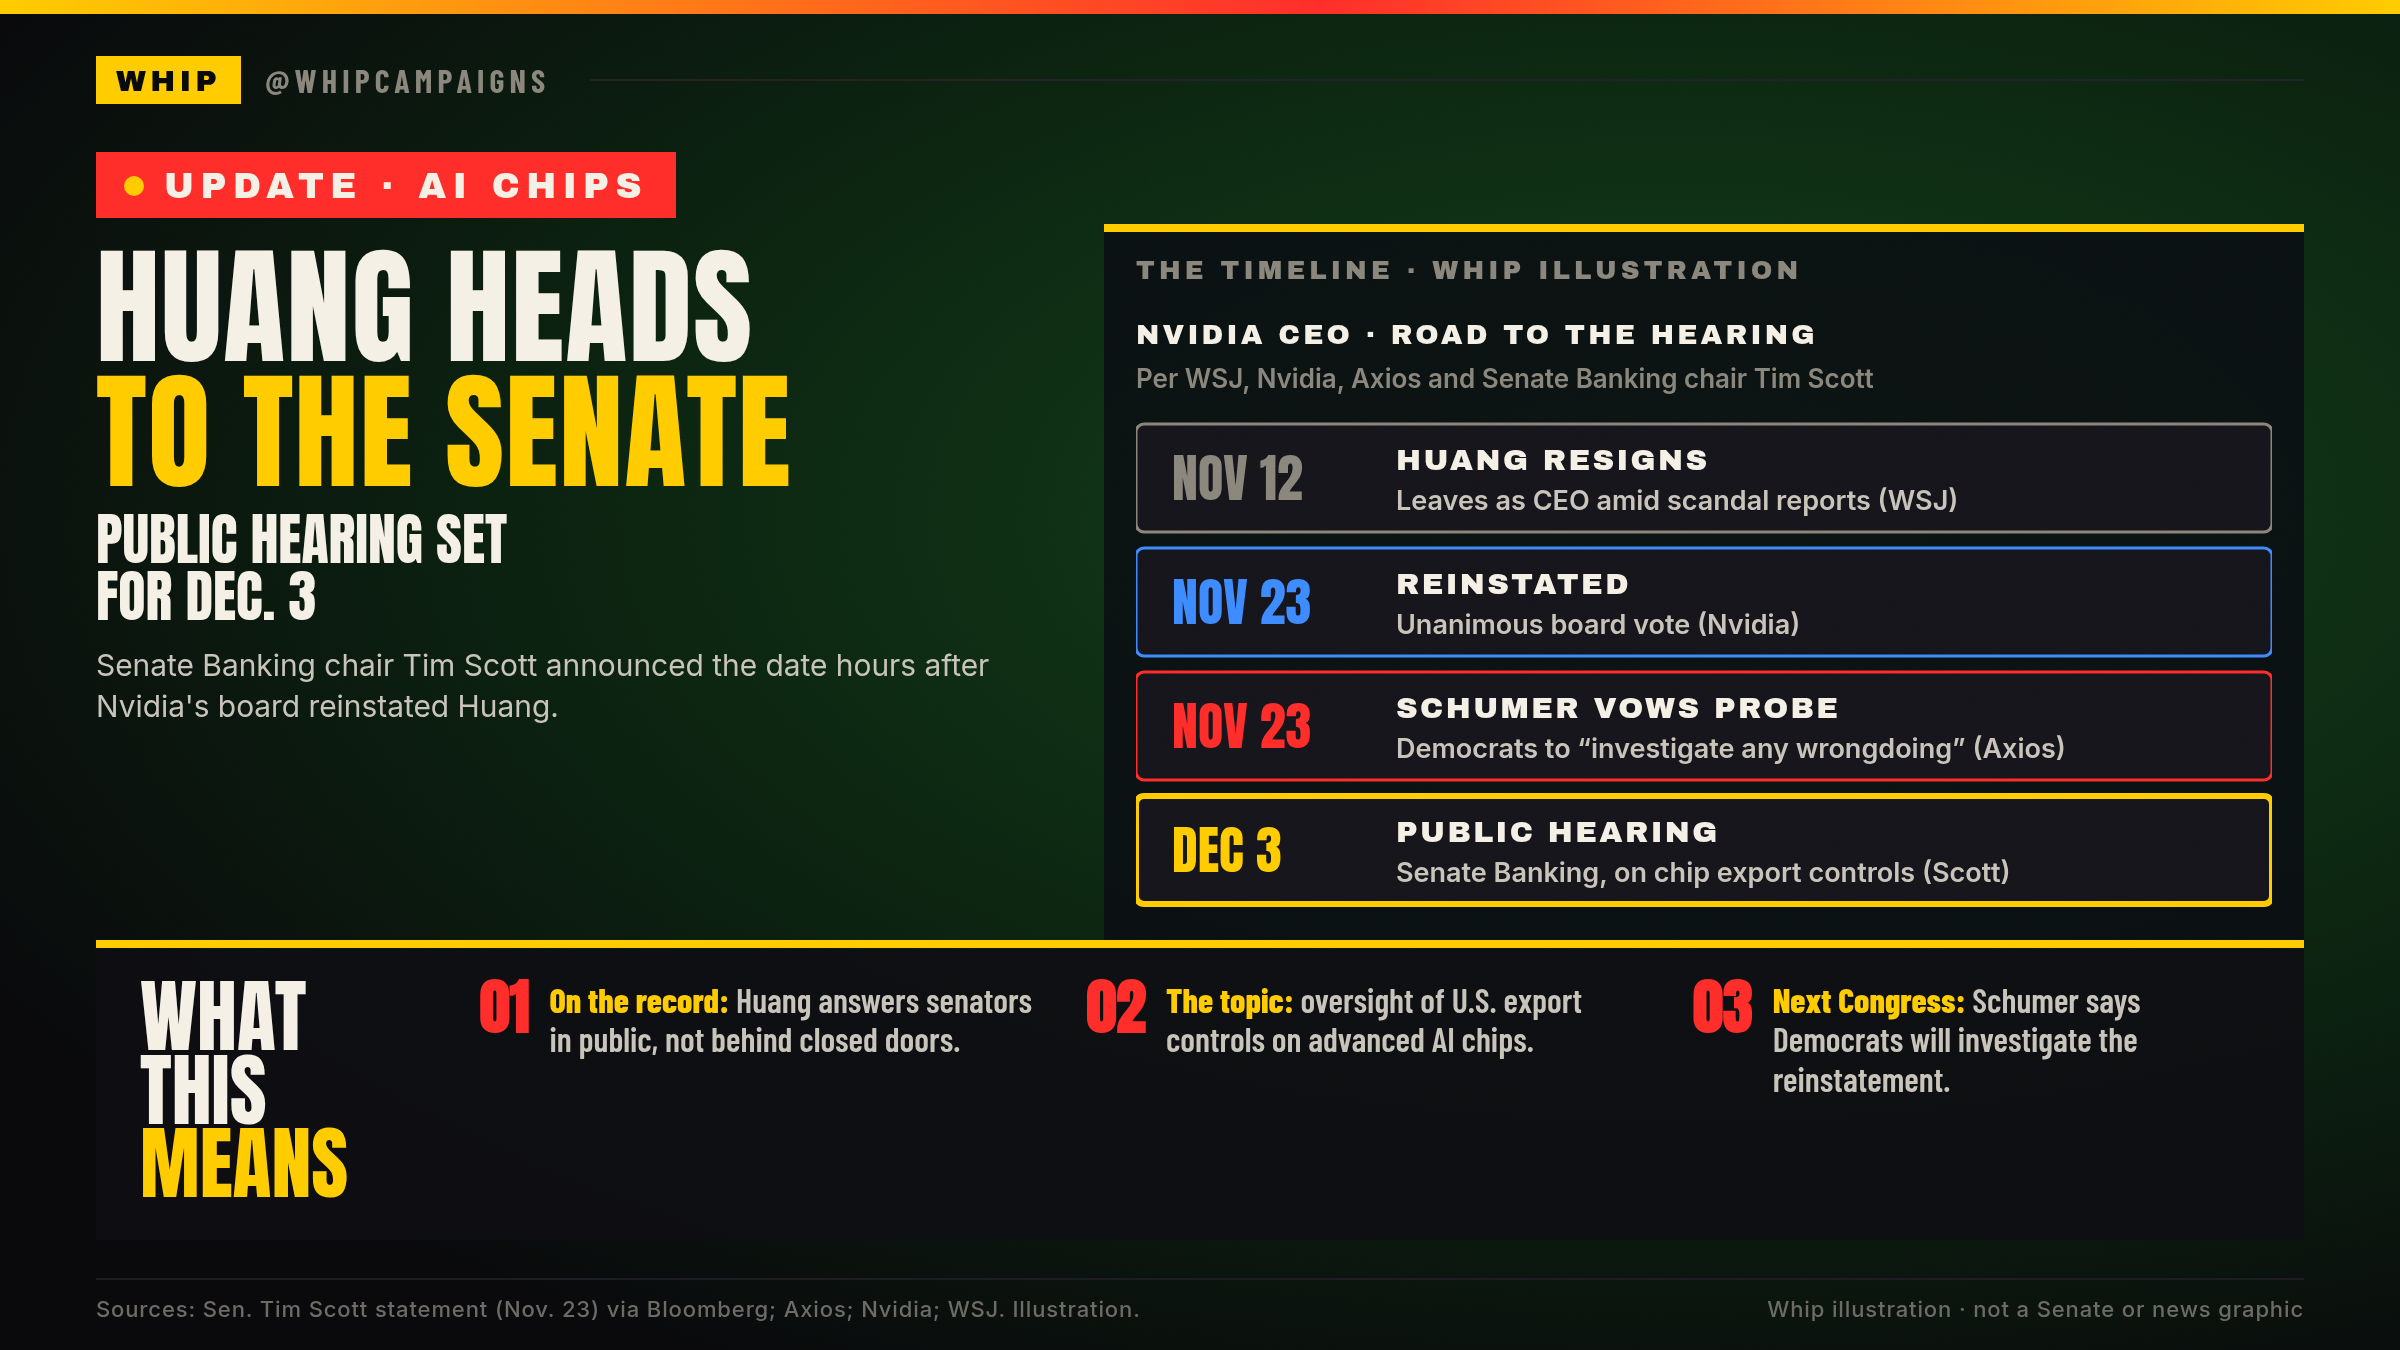 WHIP @WHIPCAMPAIGNS
UPDATE · AI CHIPS
HUANG HEADS
TO THE SENATE
PUBLIC HEARING SET
FOR DEC. 3
Senate Banking chair Tim Scott announced the date hours after
Nvidia's board reinstated Huang.
THE TIMELINE · WHIP ILLUSTRATION
NVIDIA CEO · ROAD TO THE HEARING
Per WSJ, Nvidia, Axios and Senate Banking chair Tim Scott
NOV 12
HUANG RESIGNS
Leaves as CEO amid scandal reports (WSJ)
NOV 23
REINSTATED
Unanimous board vote (Nvidia)
NOV 23
SCHUMER VOWS PROBE
Democrats to “investigate any wrongdoing” (Axios)
DEC 3
PUBLIC HEARING
Senate Banking, on chip export controls (Scott)
WHAT
THIS
MEANS
01
On the record: Huang answers senators
in public, not behind closed doors.
02
The topic: oversight of U.S. export
controls on advanced AI chips.
03
Next Congress: Schumer says
Democrats will investigate the
reinstatement.
Sources: Sen. Tim Scott statement (Nov. 23) via Bloomberg; Axios; Nvidia; WSJ. Illustration.
Whip illustration · not a Senate or news graphic